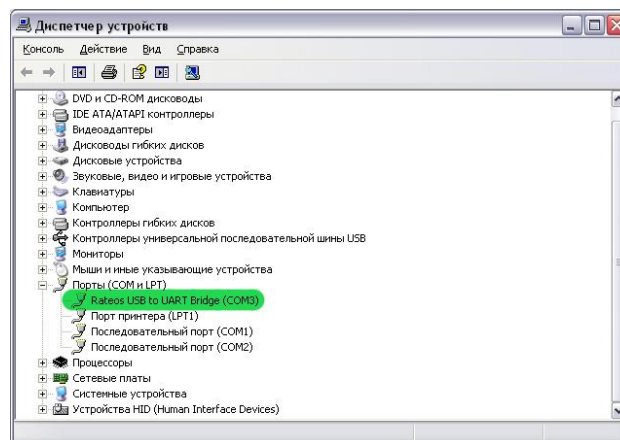 Диспетчер устройств
Консоль Действие Вид Справка
DVD и CD-ROM дисководы
IDE ATA/ATAPI контроллеры
Видеоадаптеры
Дисководы гибких дисков
Дисковые устройства
Звуковые, видео и игровые устройства
Клавиатуры
Компьютер
Контроллеры гибких дисков
Контроллеры универсальной последовательной шины USB
Мониторы
Мыши и иные указывающие устройства
Порты (COM и LPT)
Rateos USB to UART Bridge (COM3)
Порт принтера (LPT1)
Последовательный порт (COM1)
Последовательный порт (COM2)
Процессоры
Сетевые платы
Системные устройства
Устройства HID (Human Interface Devices)